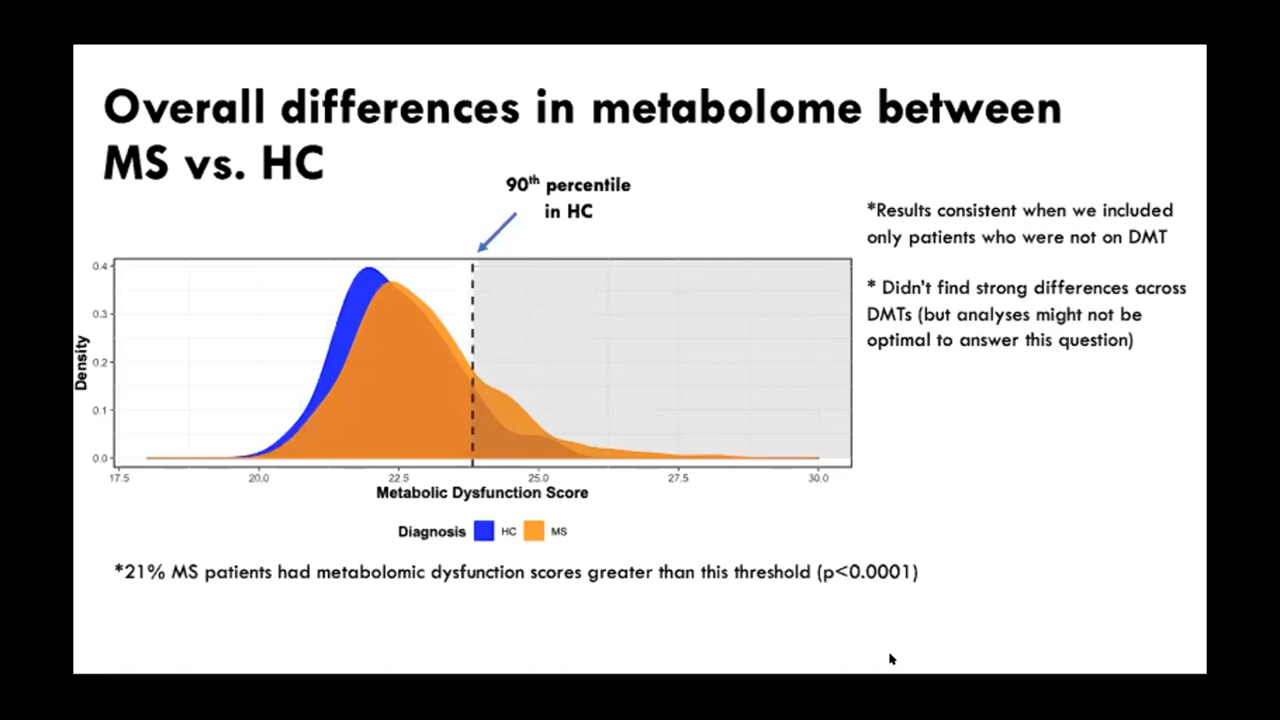 Overall differences in metabolome between
MS vs. HC
90th percentile
in HC
*Results consistent when we included
only patients who were not on DMT
* Didn't find strong differences across
DMTs (but analyses might not be
optimal to answer this question)
Density
0.4
0.3
0.2
0.1
0.0
17.5 20.0 22.5 25.0 27.5 30.0
Metabolic Dysfunction Score
Diagnosis HC MS
*21% MS patients had metabolomic dysfunction scores greater than this threshold (p<0.0001)